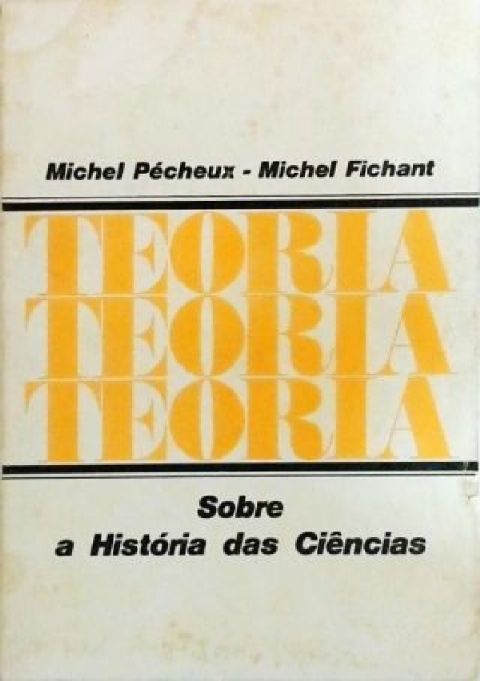 Michel Pécheux - Michel Fichant
TEORIA
TEORIA
TEORIA
Sobre
a História das Ciências